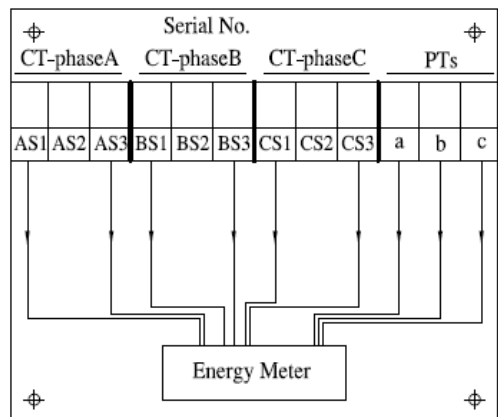 Serial No.
CT-phaseA CT-phaseB CT-phaseC PTs
AS1 AS2 AS3 BS1 BS2 BS3 CS1 CS2 CS3 a b c
Energy Meter